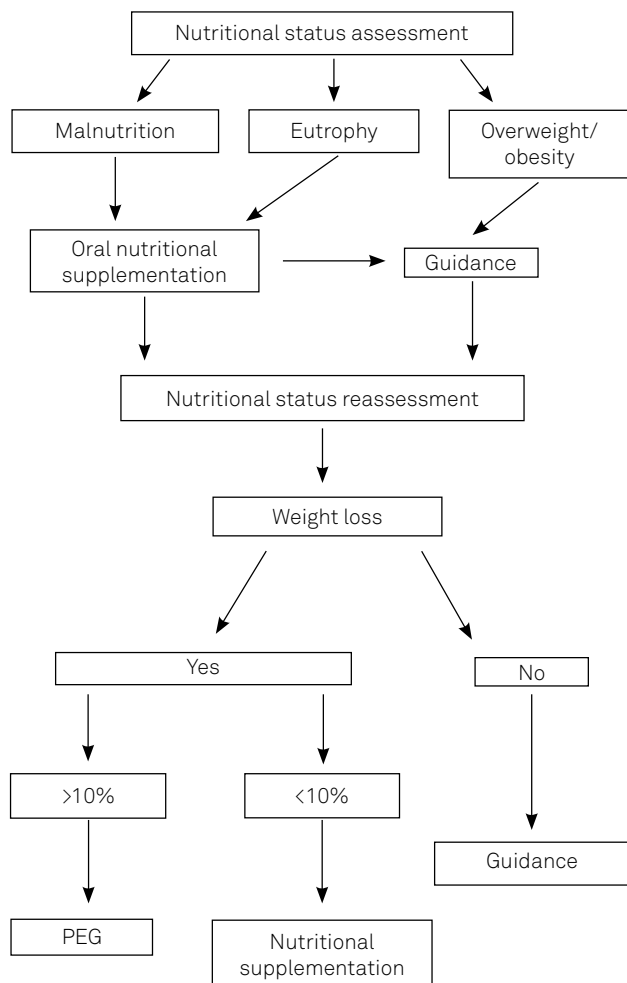 Nutritional status assessment
Malnutrition
Eutrophy
Overweight/
obesity
Oral nutritional
supplementation
Guidance
Nutritional status reassessment
Weight loss
Yes
No
>10%
<10%
Guidance
PEG
Nutritional
supplementation